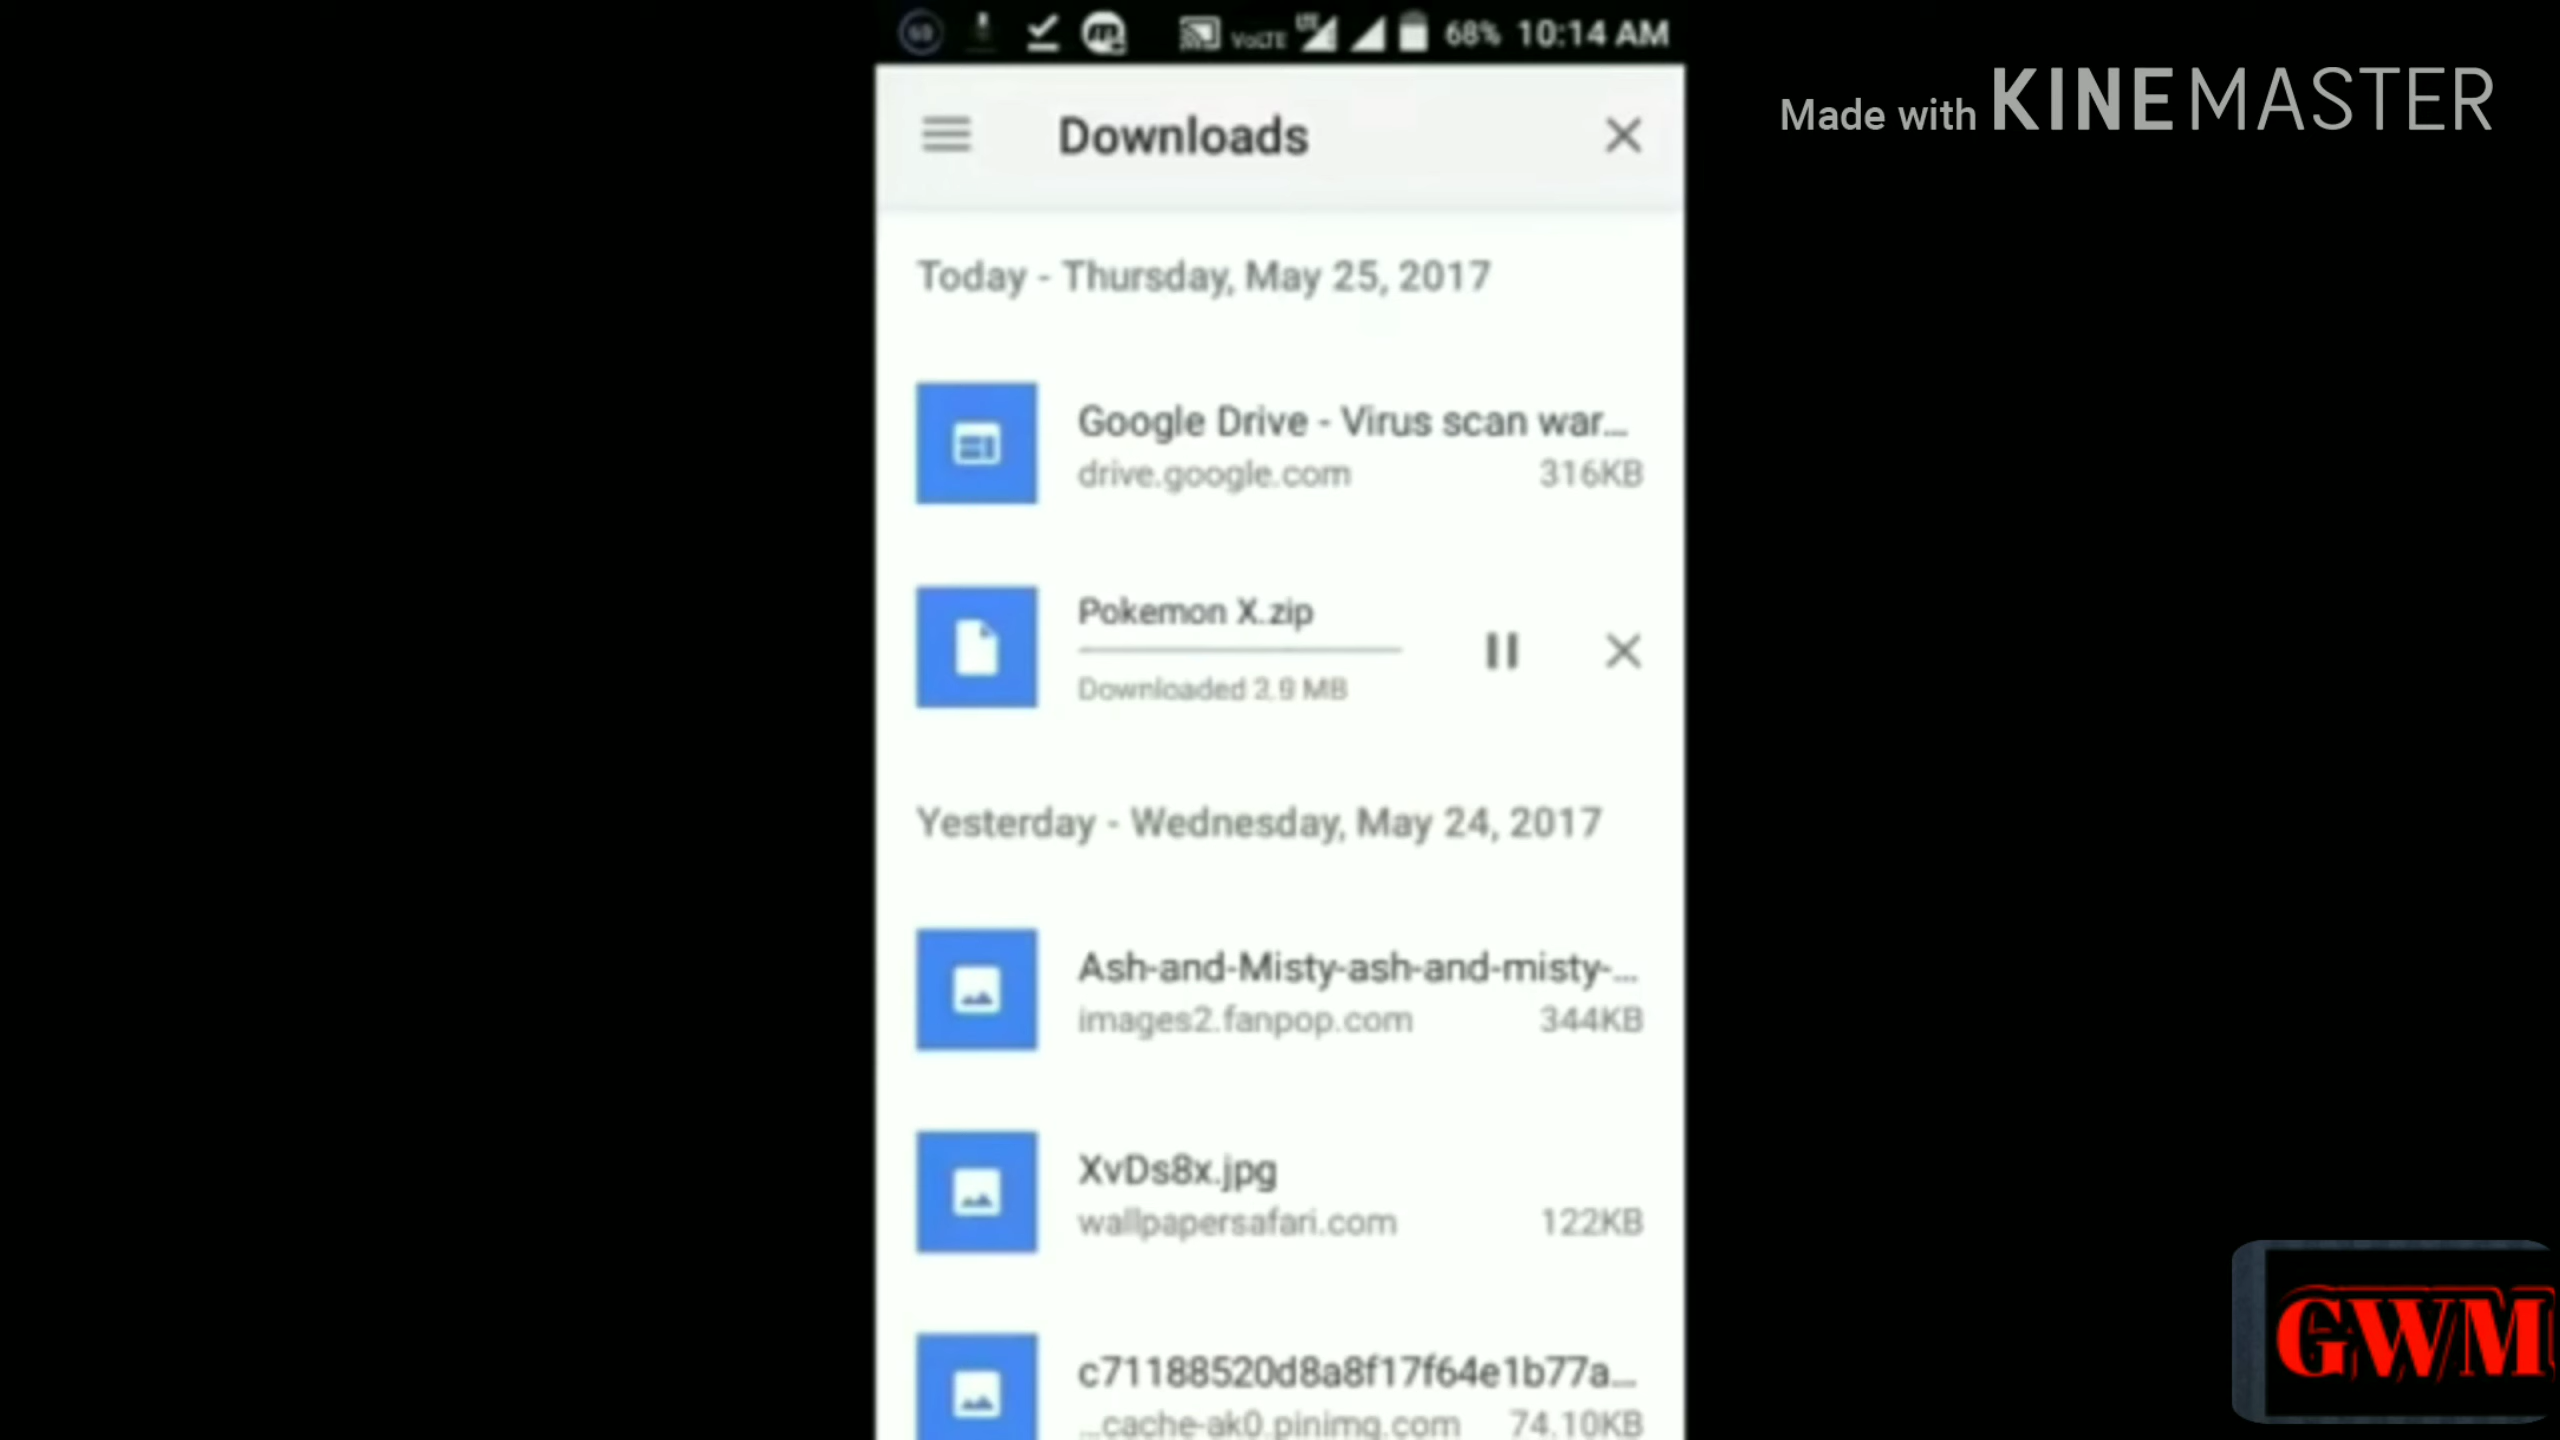 68% 10:14 AM
Made with KINEMASTER
Downloads
Today - Thursday, May 25, 2017
Google Drive - Virus scan war...
drive.google.com 316KB
Pokemon X.zip
Downloaded 2.9 MB
Yesterday - Wednesday, May 24, 2017
Ash-and-Misty-ash-and-misty-...
images2.fanpop.com 344KB
XvDs8x.jpg
wallpapersafari.com 122KB
c71188520d8a8f17f64e1b77a...
...cache-ak0.pinimg.com 74.10KB
GWM